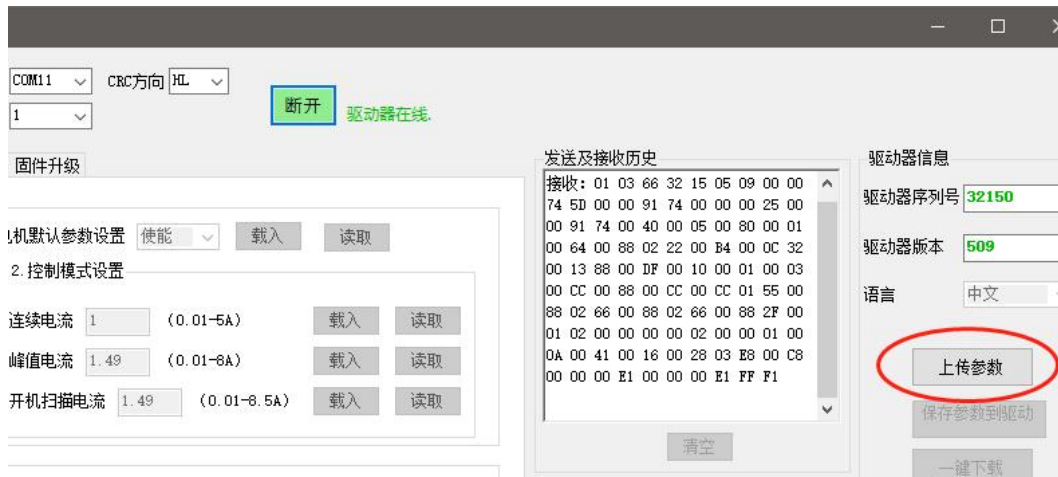 COM11 CRC方向 HL
1 断开 驱动器在线.
固件升级
机默认参数设置 使能 载入 读取
2.控制模式设置
连续电流 1 (0.01-5A) 载入 读取
峰值电流 1.49 (0.01-8A) 载入 读取
开机扫描电流 1.49 (0.01-8.5A) 载入 读取
发送及接收历史
接收: 01 03 66 32 15 05 09 00 00
74 5D 00 00 91 74 00 00 00 25 00
00 91 74 00 40 00 05 00 80 00 01
00 64 00 88 02 22 00 B4 00 0C 32
00 13 88 00 DF 00 10 00 01 00 03
00 CC 00 88 00 CC 00 CC 01 55 00
88 02 66 00 88 02 66 00 88 2F 00
01 02 00 00 00 00 02 00 00 01 00
0A 00 41 00 16 00 28 03 E8 00 C8
00 00 00 E1 00 00 00 E1 FF F1
清空
驱动器信息
驱动器序列号 32150
驱动器版本 509
语言 中文
上传参数
保存参数到驱动
一键下载